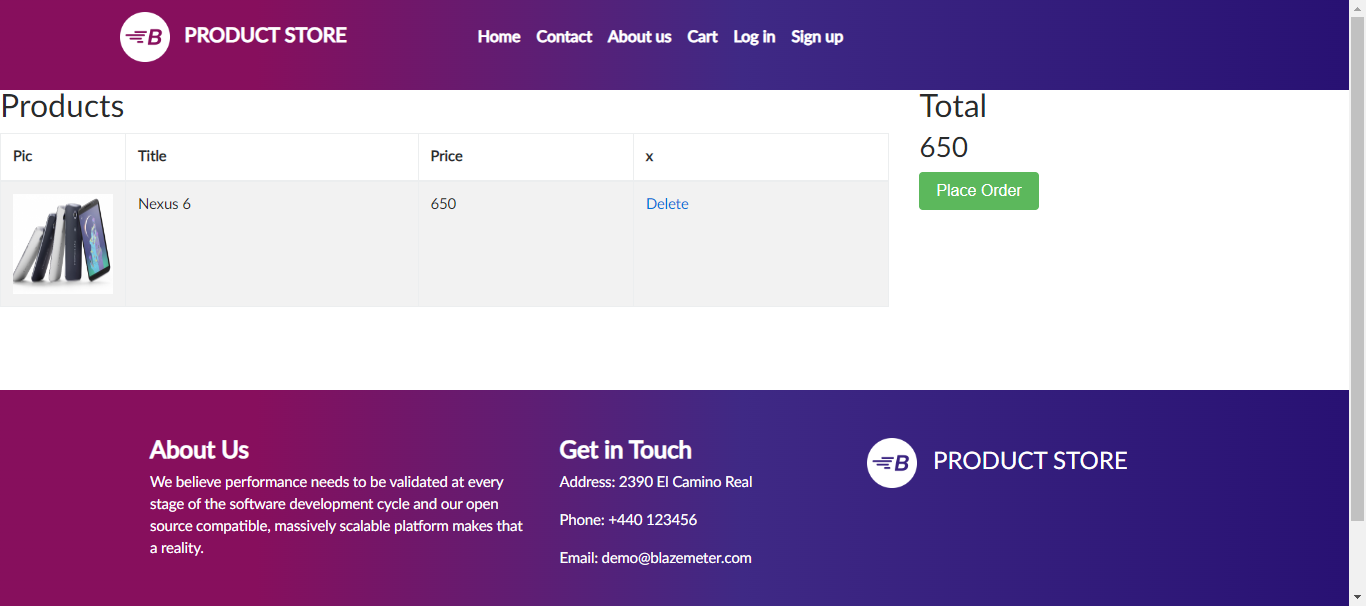 B PRODUCT STORE Home Contact About us Cart Log in Sign up
Products
Pic Title Price x
Nexus 6 650 Delete
Total
650
Place Order
About Us
We believe performance needs to be validated at every
stage of the software development cycle and our open
source compatible, massively scalable platform makes that
a reality.
Get in Touch
Address: 2390 El Camino Real
Phone: +440 123456
Email: demo@blazemeter.com
B PRODUCT STORE